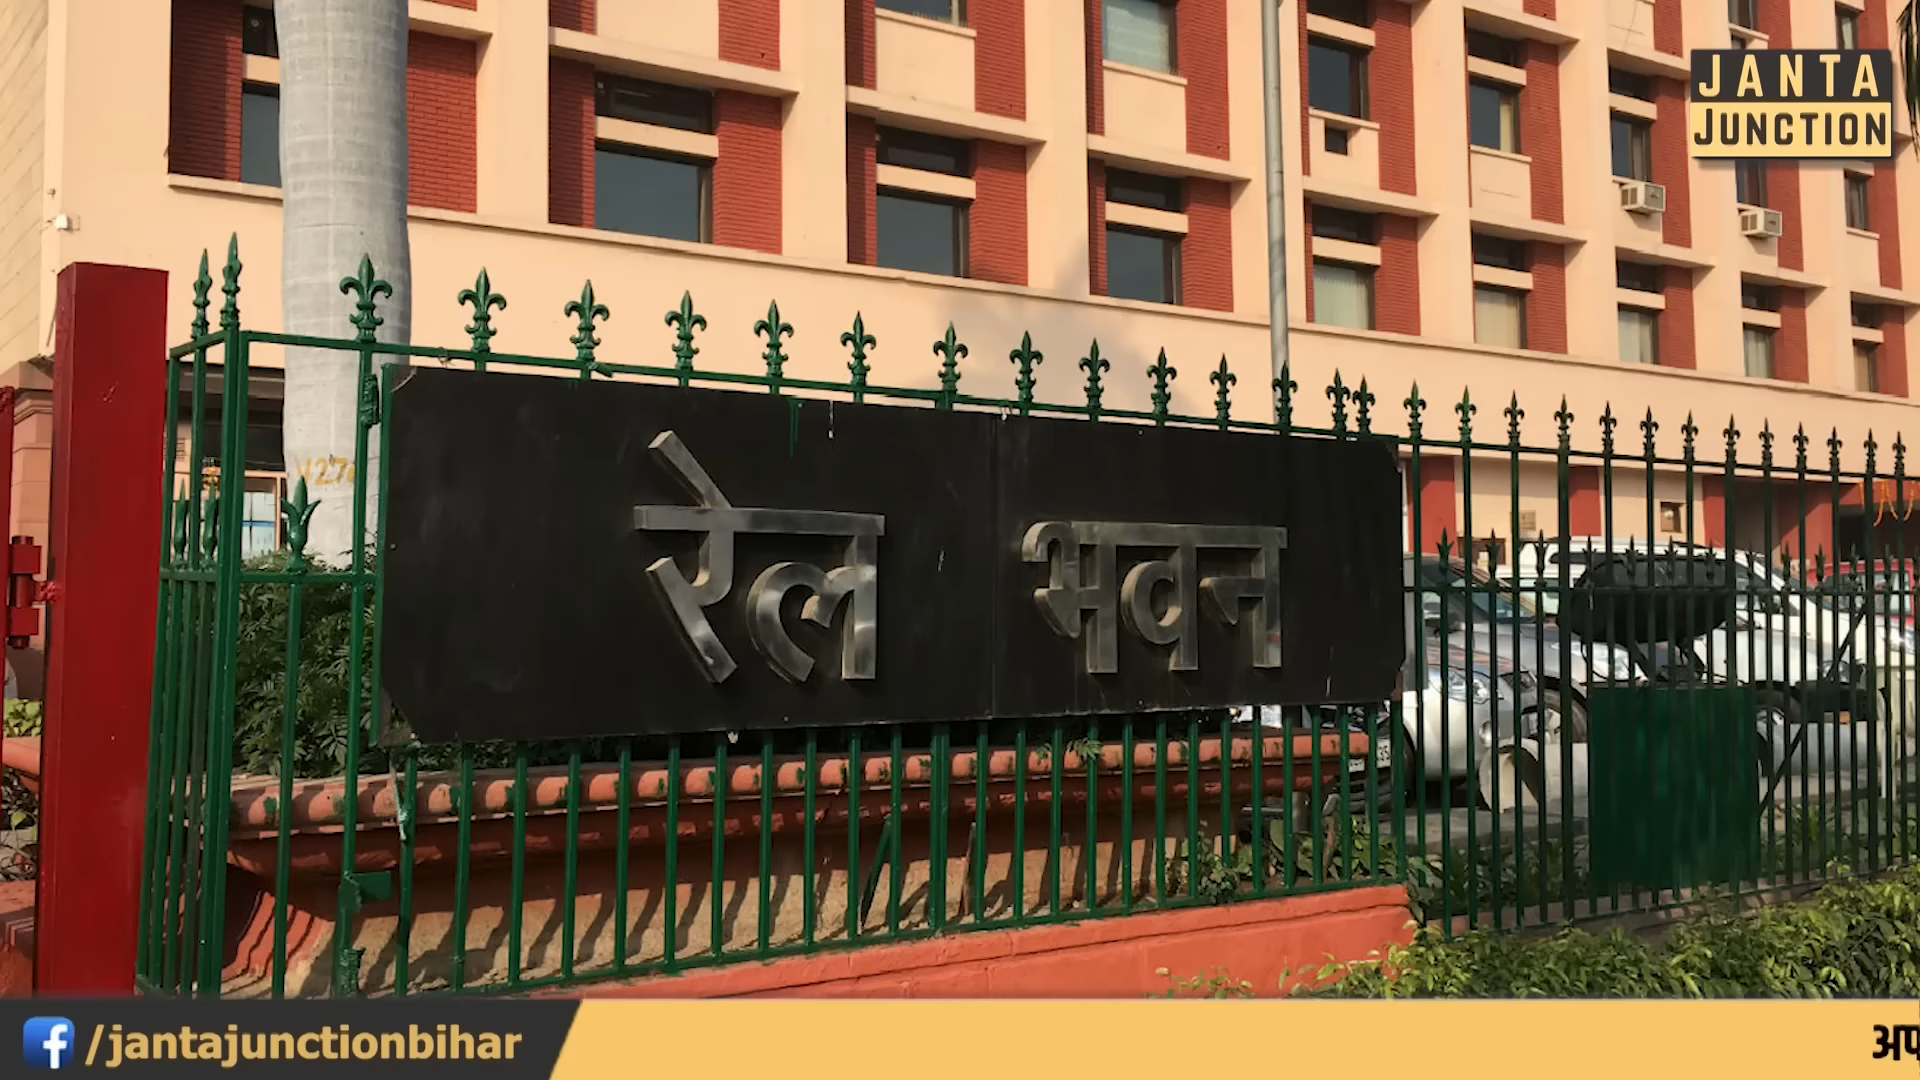 JANTA
JUNCTION
रेल भवन
/jantajunctionbihar